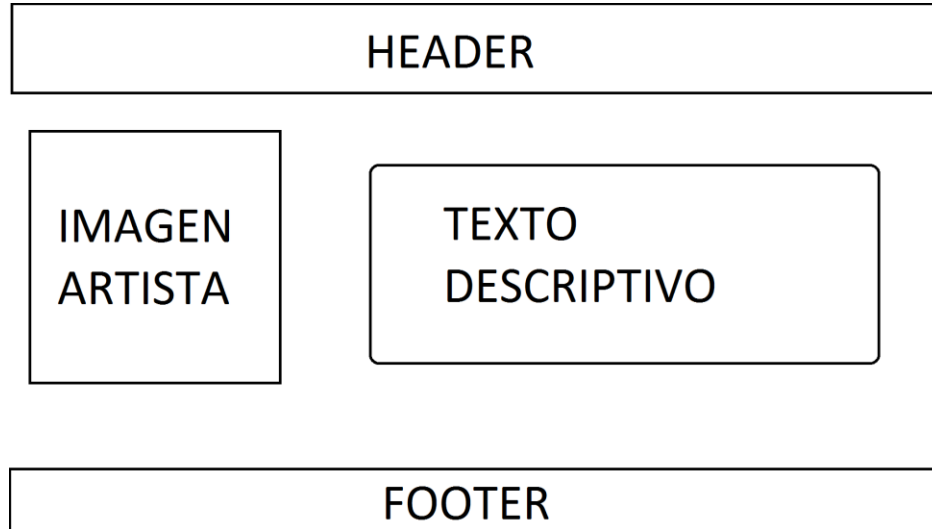 HEADER
IMAGEN
ARTISTA
TEXTO
DESCRIPTIVO
FOOTER